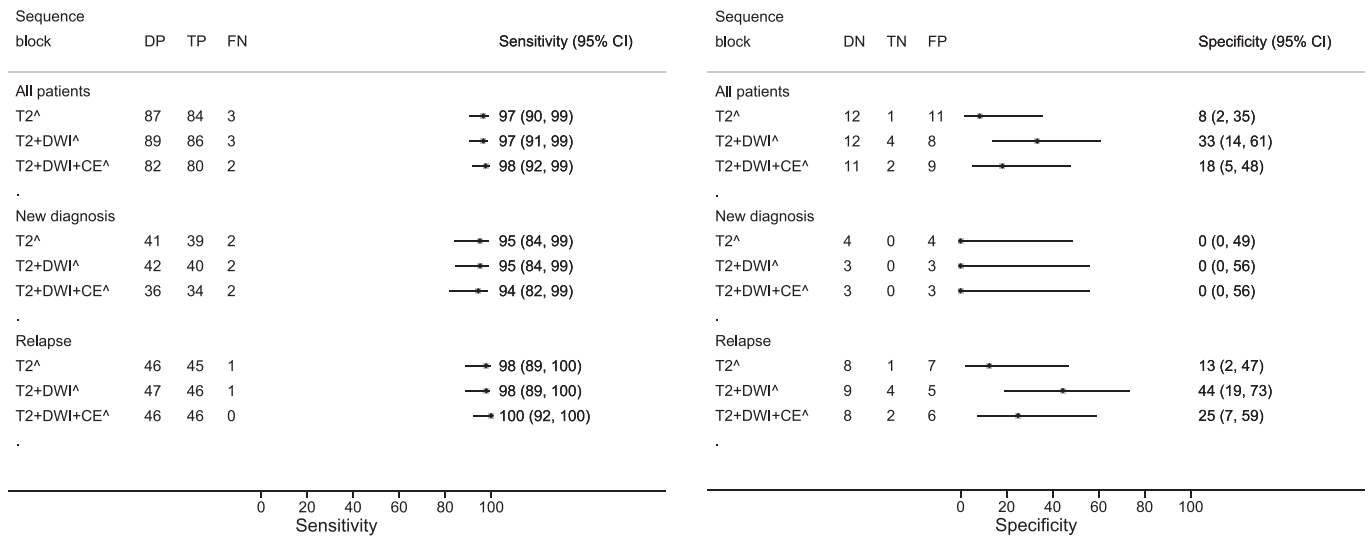 Sequence
block DP TP FN Sensitivity (95% CI)
All patients
T2^ 87 84 3 97 (90, 99)
T2+DWI^ 89 86 3 97 (91, 99)
T2+DWI+CE^ 82 80 2 98 (92, 99)
.
New diagnosis
T2^ 41 39 2 95 (84, 99)
T2+DWI^ 42 40 2 95 (84, 99)
T2+DWI+CE^ 36 34 2 94 (82, 99)
.
Relapse
T2^ 46 45 1 98 (89, 100)
T2+DWI^ 47 46 1 98 (89, 100)
T2+DWI+CE^ 46 46 0 100 (92, 100)
.
0 20 40 60 80 100
Sensitivity
Sequence
block DN TN FP Specificity (95% CI)
All patients
T2^ 12 1 11 8 (2, 35)
T2+DWI^ 12 4 8 33 (14, 61)
T2+DWI+CE^ 11 2 9 18 (5, 48)
.
New diagnosis
T2^ 4 0 4 0 (0, 49)
T2+DWI^ 3 0 3 0 (0, 56)
T2+DWI+CE^ 3 0 3 0 (0, 56)
.
Relapse
T2^ 8 1 7 13 (2, 47)
T2+DWI^ 9 4 5 44 (19, 73)
T2+DWI+CE^ 8 2 6 25 (7, 59)
.
0 20 40 60 80 100
Specificity